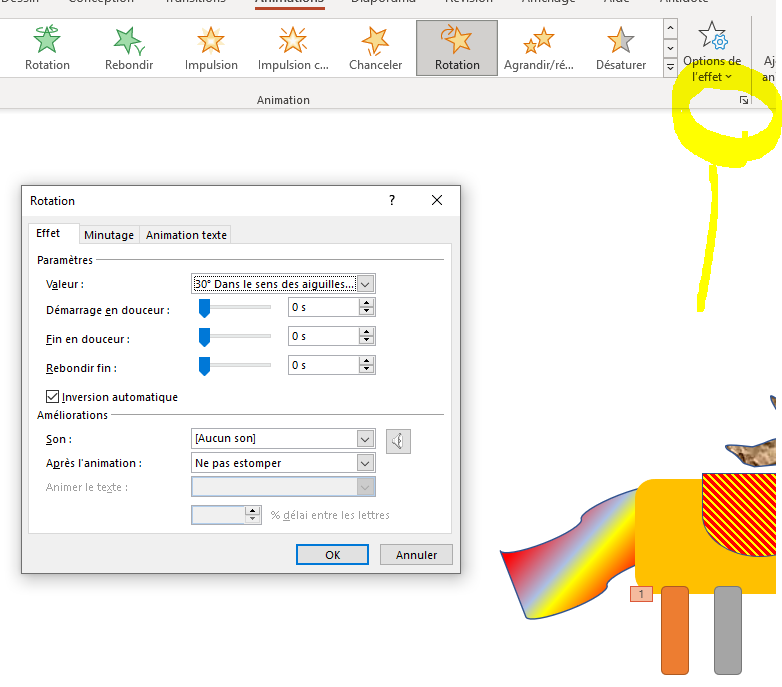 Dessin Conception Transitions Animations Diaporama Révision Affichage Aide Antidote
Rotation Rebondir Impulsion Impulsion c... Chanceler Rotation Agrandir/ré... Désaturer
Options de
l'effet
Animation
Rotation ?
Effet Minutage Animation texte
Paramètres
Valeur : 30° Dans le sens des aiguilles...
Démarrage en douceur : 0 s
Fin en douceur : 0 s
Rebondir fin : 0 s
Inversion automatique
Améliorations
Son : [Aucun son]
Après l'animation : Ne pas estomper
Animer le texte :
% délai entre les lettres
OK Annuler
1